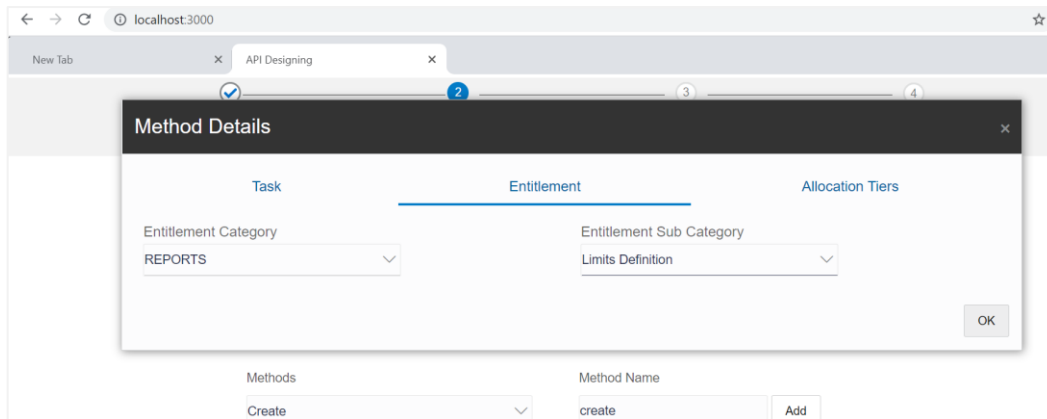 localhost:3000
New Tab
API Designing
2 3 4
Method Details
Task Entitlement Allocation Tiers
Entitlement Category Entitlement Sub Category
REPORTS Limits Definition
OK
Methods Method Name
Create create Add